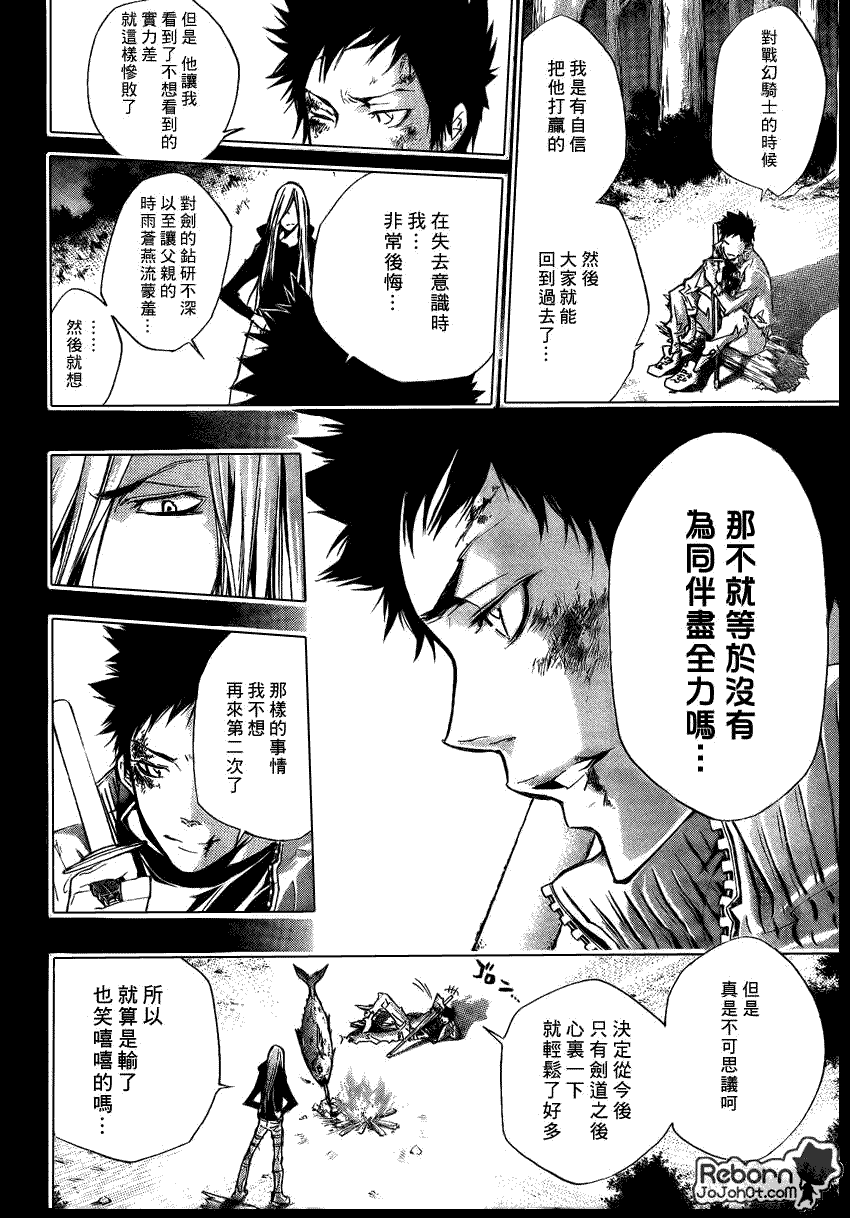 對戰幻騎士的時候
我是有自信
把他打贏的
然後
大家就能
回到過去了…
但是 他讓我
看到了不想看到的
實力差
就這樣慘敗了
在失去意識時
我…
非常後悔…
對劍的鉆研不深
以至讓父親的
時雨蒼燕流蒙羞…
……
然後就想
那不就等於沒有
為同伴盡全力嗎…
那樣的事情
我不想
再來第二次了
但是
真是不可思議呵
決定從今後
只有劍道之後
心裏一下
就輕鬆了好多
ゴロン…
所以
就算是輸了
也笑嘻嘻的嗎…
Reborn
JoJoHot.com